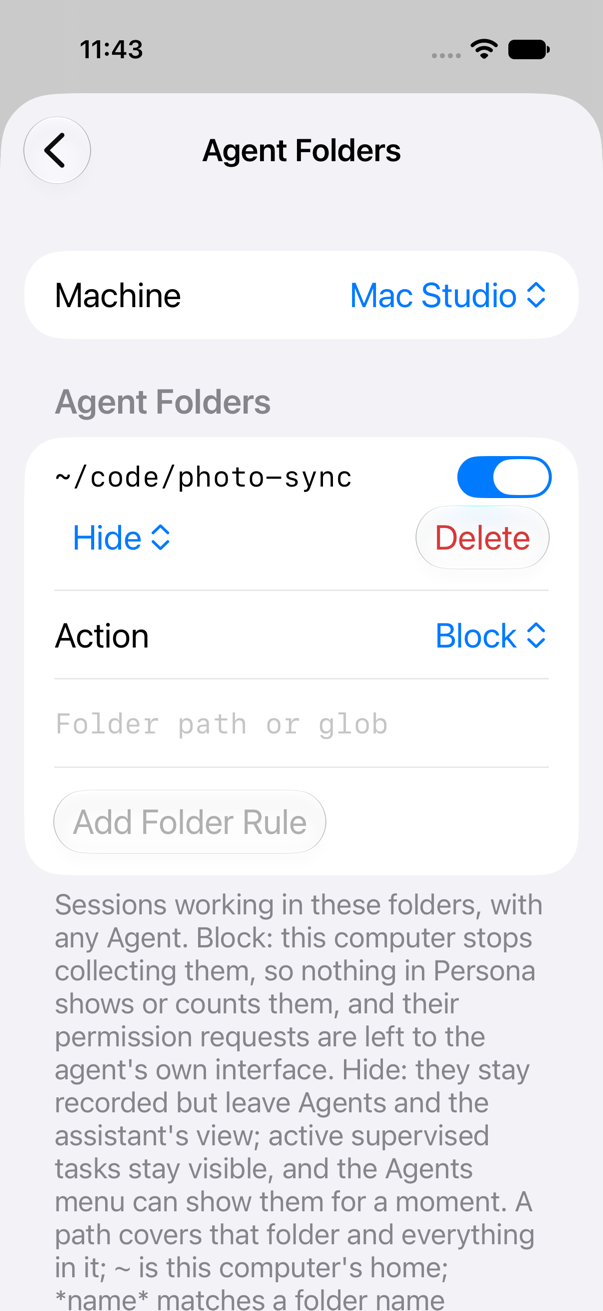 11:43
Agent Folders
Machine
Mac Studio
Agent Folders
~/code/photo-sync
Hide
Delete
Action
Block
Folder path or glob
Add Folder Rule
Sessions working in these folders, with
any Agent. Block: this computer stops
collecting them, so nothing in Persona
shows or counts them, and their
permission requests are left to the
agent's own interface. Hide: they stay
recorded but leave Agents and the
assistant's view; active supervised
tasks stay visible, and the Agents
menu can show them for a moment. A
path covers that folder and everything
in it; ~ is this computer's home;
*name* matches a folder name